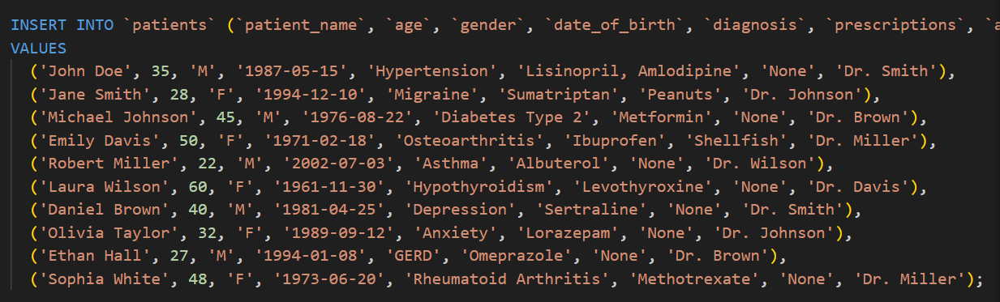 INSERT INTO `patients` (`patient_name`, `age`, `gender`, `date_of_birth`, `diagnosis`, `prescriptions`,
VALUES
('John Doe', 35, 'M', '1987-05-15', 'Hypertension', 'Lisinopril, Amlodipine', 'None', 'Dr. Smith'),
('Jane Smith', 28, 'F', '1994-12-10', 'Migraine', 'Sumatriptan', 'Peanuts', 'Dr. Johnson'),
('Michael Johnson', 45, 'M', '1976-08-22', 'Diabetes Type 2', 'Metformin', 'None', 'Dr. Brown'),
('Emily Davis', 50, 'F', '1971-02-18', 'Osteoarthritis', 'Ibuprofen', 'Shellfish', 'Dr. Miller'),
('Robert Miller', 22, 'M', '2002-07-03', 'Asthma', 'Albuterol', 'None', 'Dr. Wilson'),
('Laura Wilson', 60, 'F', '1961-11-30', 'Hypothyroidism', 'Levothyroxine', 'None', 'Dr. Davis'),
('Daniel Brown', 40, 'M', '1981-04-25', 'Depression', 'Sertraline', 'None', 'Dr. Smith'),
('Olivia Taylor', 32, 'F', '1989-09-12', 'Anxiety', 'Lorazepam', 'None', 'Dr. Johnson'),
('Ethan Hall', 27, 'M', '1994-01-08', 'GERD', 'Omeprazole', 'None', 'Dr. Brown'),
('Sophia White', 48, 'F', '1973-06-20', 'Rheumatoid Arthritis', 'Methotrexate', 'None', 'Dr. Miller');